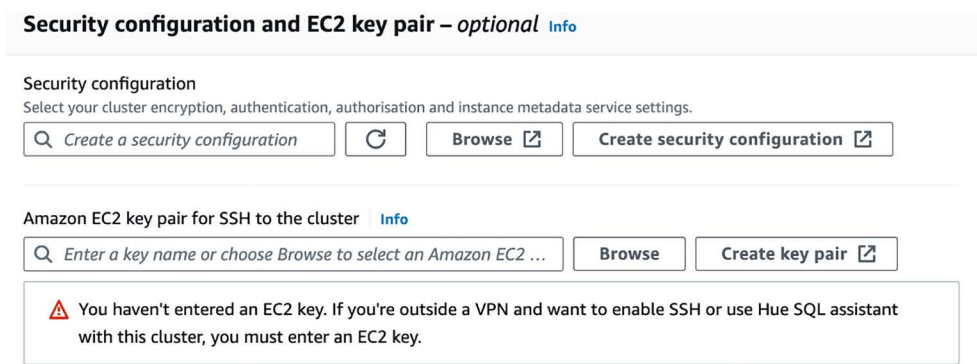 Security configuration and EC2 key pair – optional Info
Security configuration
Select your cluster encryption, authentication, authorisation and instance metadata service settings.
Create a security configuration Browse Create security configuration
Amazon EC2 key pair for SSH to the cluster Info
Enter a key name or choose Browse to select an Amazon EC2 ... Browse Create key pair
You haven't entered an EC2 key. If you're outside a VPN and want to enable SSH or use Hue SQL assistant
with this cluster, you must enter an EC2 key.